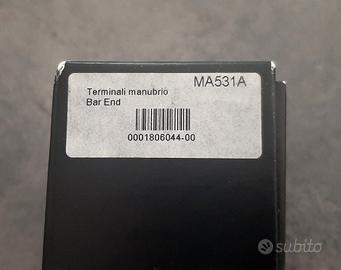 MA531A
Terminali manubrio
Bar End
0001806044-00
subito